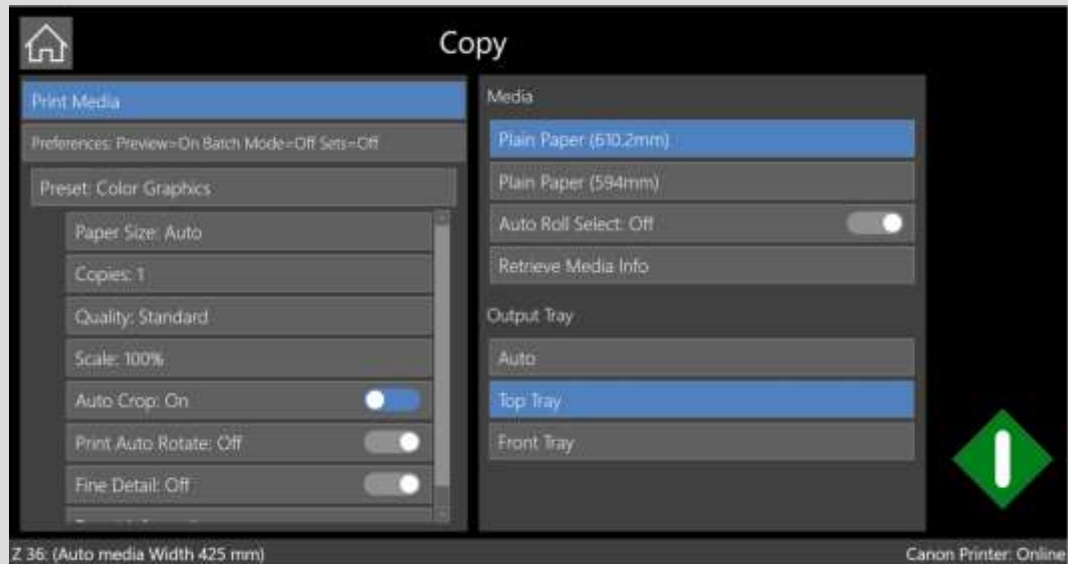 Copy
Print Media
Preferences: Preview=On Batch Mode=Off Sets=Off
Preset: Color Graphics
Paper Size: Auto
Copies: 1
Quality: Standard
Scale: 100%
Auto Crop: On
Print Auto Rotate: Off
Fine Detail: Off
Media
Plain Paper (610.2mm)
Plain Paper (594mm)
Auto Roll Select: Off
Retrieve Media Info
Output Tray
Auto
Top Tray
Front Tray
Z 36: (Auto media Width 425 mm)
Canon Printer: Online